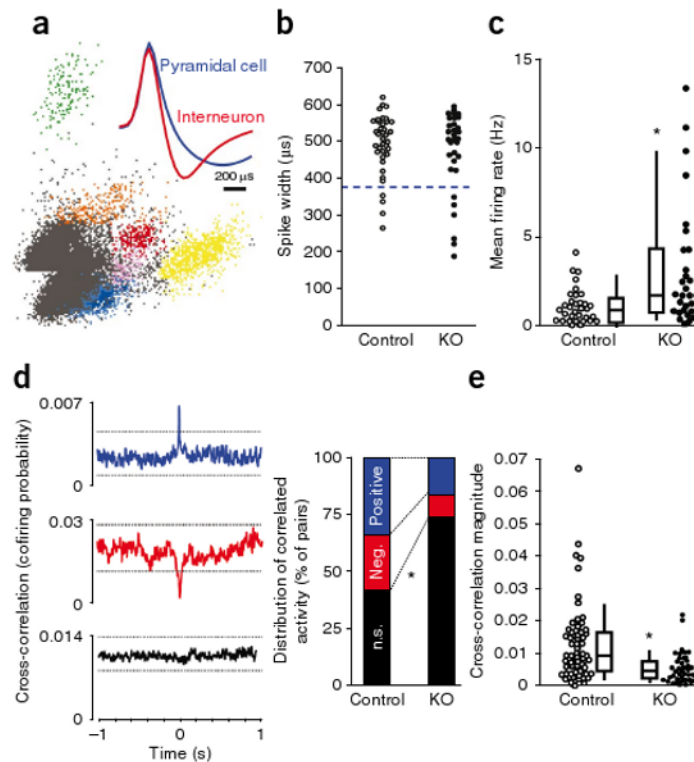 a
Pyramidal cell
Interneuron
200 µs
b
Spike width (µs)
700
600
500
400
300
200
100
0
Control
KO
c
Mean firing rate (Hz)
15
10
5
0
*
Control
KO
d
Cross-correlation (cofiring probability)
0.007
0
0.03
0
0.014
0
−1
0
1
Time (s)
Distribution of correlated
activity (% of pairs)
100
75
50
25
0
Positive
Neg.
n.s.
*
Control
KO
e
Cross-correlation magnitude
0.07
0.06
0.05
0.04
0.03
0.02
0.01
0
*
Control
KO